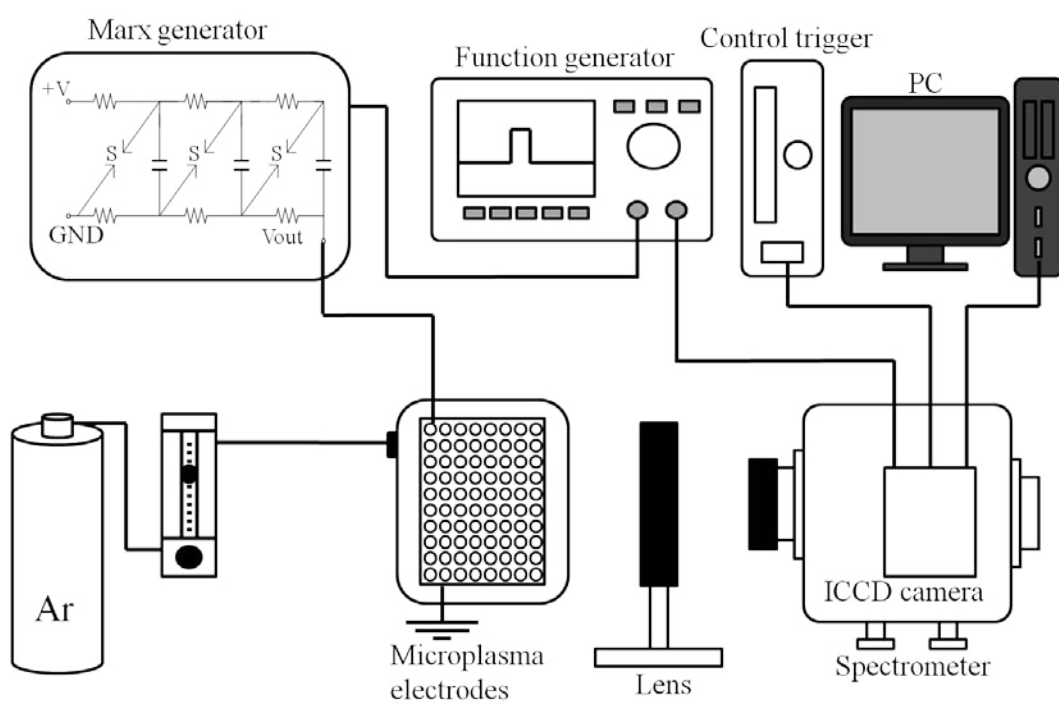 Marx generator
Function generator
Control trigger
PC
+V
S
S
S
GND
Vout
Ar
Microplasma
electrodes
Lens
ICCD camera
Spectrometer